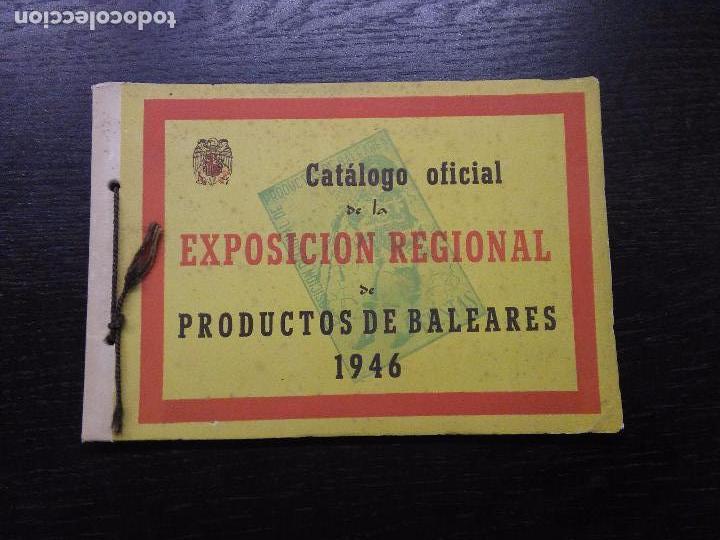 todocoleccion
Catálogo oficial
de la
EXPOSICION REGIONAL
de
PRODUCTOS DE BALEARES
1946